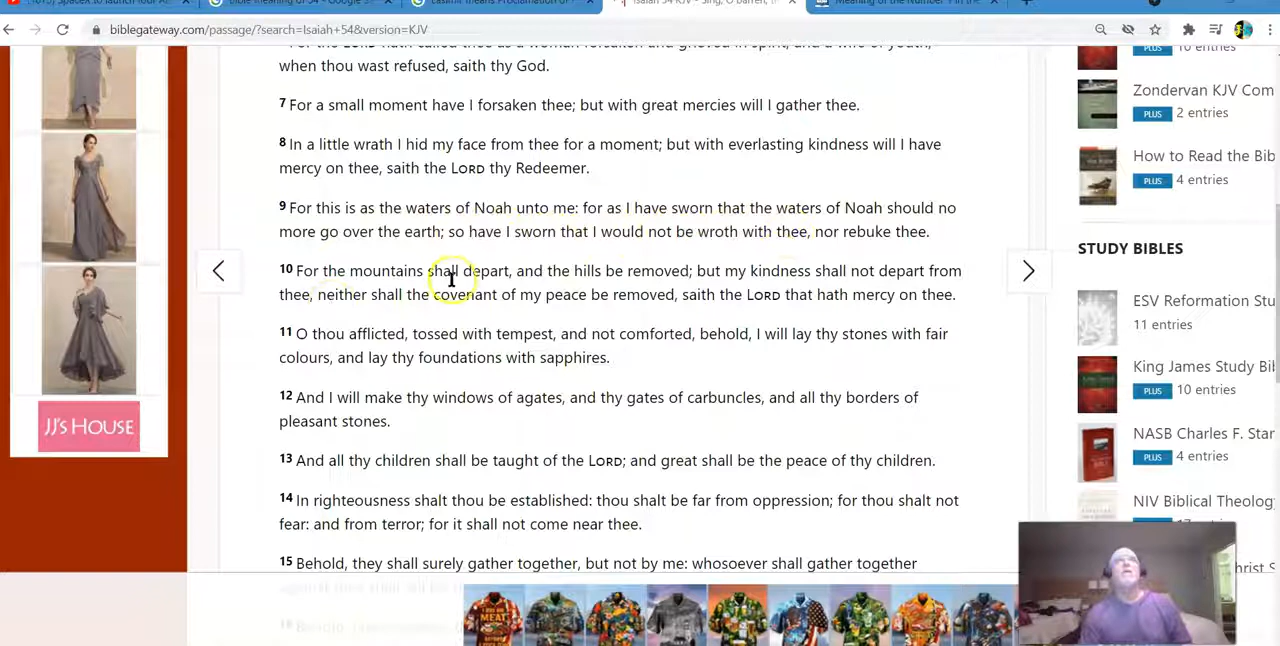 biblegateway.com/passage/?search=Isaiah+54&version=KJV
when thou wast refused, saith thy God.
7 For a small moment have I forsaken thee; but with great mercies will I gather thee.
8 In a little wrath I hid my face from thee for a moment; but with everlasting kindness will I have
mercy on thee, saith the LORD thy Redeemer.
9 For this is as the waters of Noah unto me: for as I have sworn that the waters of Noah should no
more go over the earth; so have I sworn that I would not be wroth with thee, nor rebuke thee.
10 For the mountains shall depart, and the hills be removed; but my kindness shall not depart from
thee, neither shall the covenant of my peace be removed, saith the LORD that hath mercy on thee.
11 O thou afflicted, tossed with tempest, and not comforted, behold, I will lay thy stones with fair
colours, and lay thy foundations with sapphires.
12 And I will make thy windows of agates, and thy gates of carbuncles, and all thy borders of
pleasant stones.
13 And all thy children shall be taught of the LORD; and great shall be the peace of thy children.
14 In righteousness shalt thou be established: thou shalt be far from oppression; for thou shalt not
fear: and from terror; for it shall not come near thee.
15 Behold, they shall surely gather together, but not by me: whosoever shall gather together
JJ's HOUSE
PLUS 10 entries
Zondervan KJV Com
PLUS 2 entries
How to Read the Bib
PLUS 4 entries
STUDY BIBLES
ESV Reformation Stu
11 entries
King James Study Bi
PLUS 10 entries
NASB Charles F. Stan
PLUS 4 entries
NIV Biblical Theology